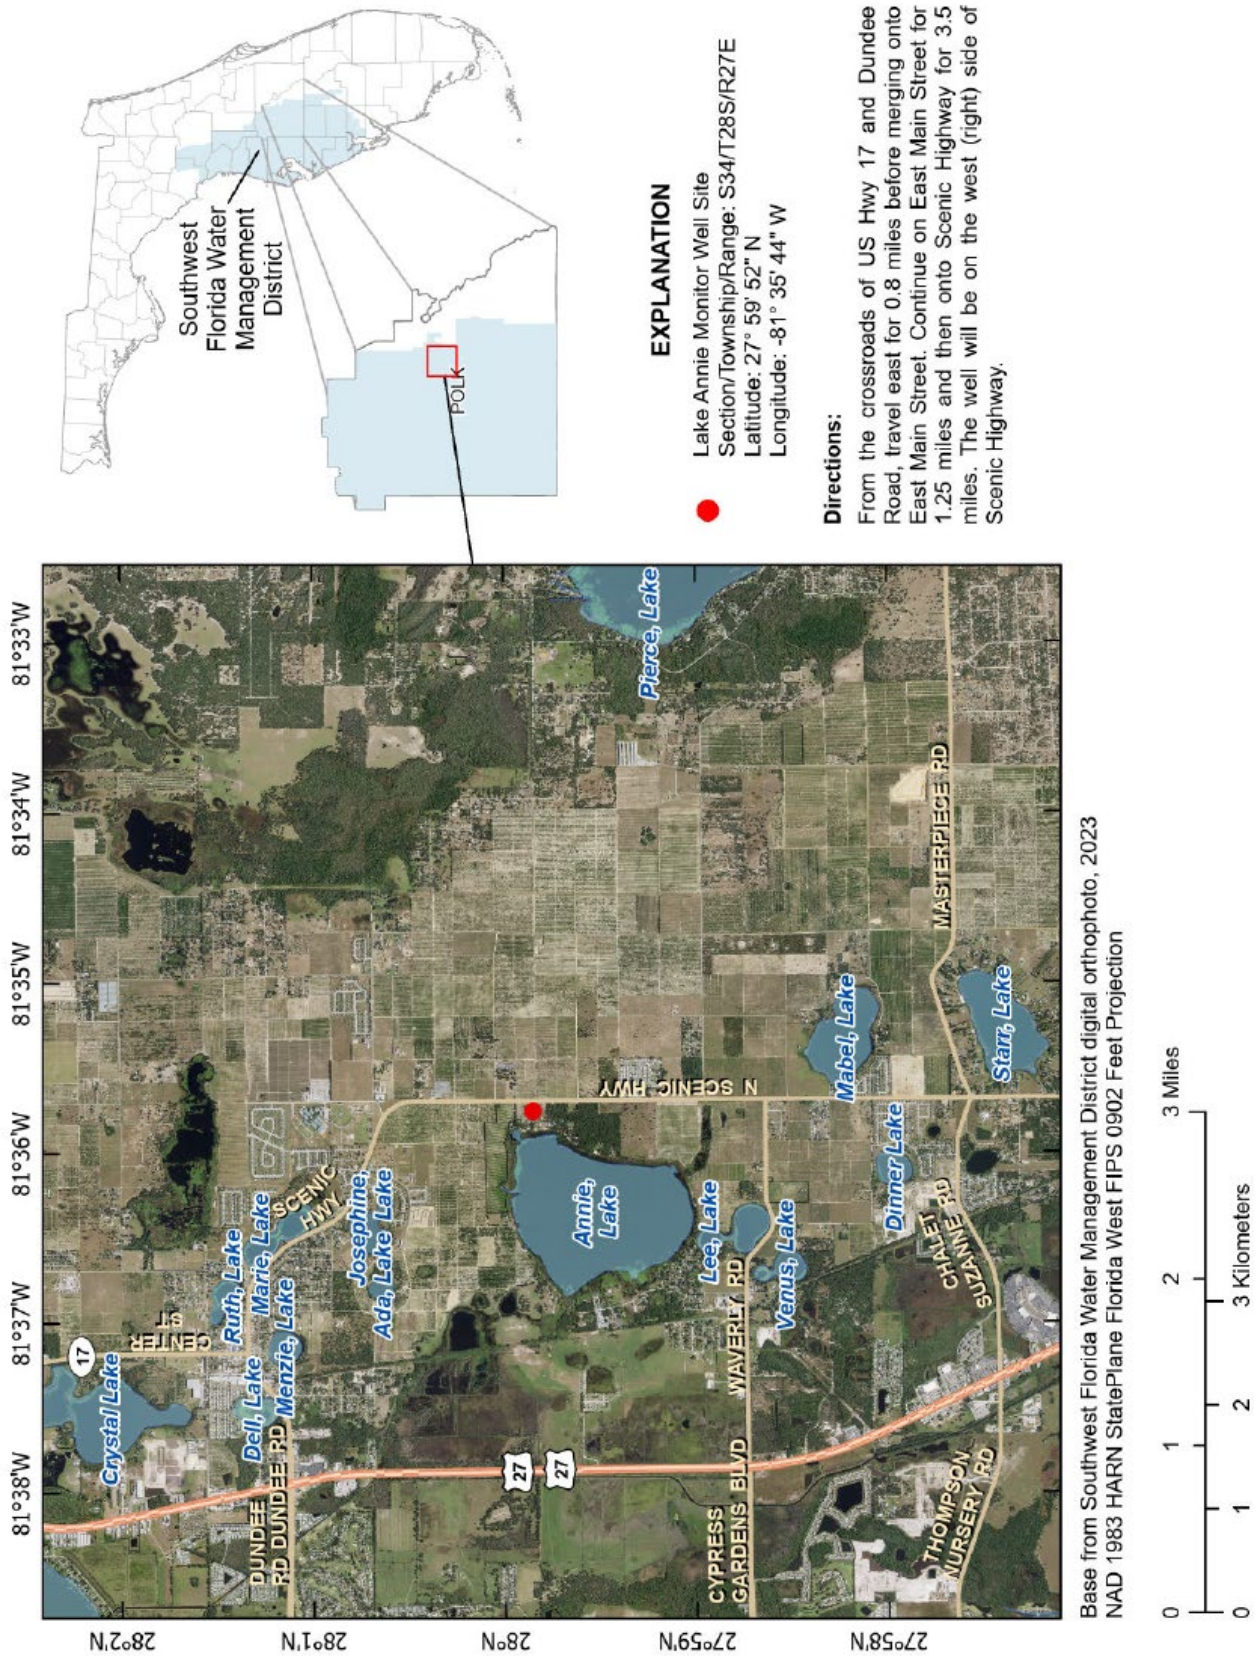 Southwest
Florida Water
Management
District
POLK
EXPLANATION
Lake Annie Monitor Well Site
Section/Township/Range: S34/T28S/R27E
Latitude: 27° 59' 52" N
Longitude: -81° 35' 44" W
Directions:
From the crossroads of US Hwy 17 and Dundee
Road, travel east for 0.8 miles before merging onto
East Main Street. Continue on East Main Street for
1.25 miles and then onto Scenic Highway for 3.5
miles. The well will be on the west (right) side of
Scenic Highway.
81°38'W
81°37'W
81°36'W
81°35'W
81°34'W
81°33'W
28°2'N
28°1'N
28°N
27°59'N
27°58'N
17
CENTER
ST
Crystal Lake
Ruth, Lake
Marie, Lake
Dell, Lake
Menzie, Lake
DUNDEE
RD
DUNDEE RD
SCENIC
HWY
Josephine,
Lake
Ada, Lake
27
27
Annie,
Lake
Pierce, Lake
N SCENIC HWY
Lee, Lake
WAVERLY RD
CYPRESS
GARDENS BLVD
Venus, Lake
Mabel, Lake
Dinner Lake
MASTERPIECE RD
CHALET
SUZANNE RD
Starr, Lake
THOMPSON
NURSERY RD
Base from Southwest Florida Water Management District digital orthophoto, 2023
NAD 1983 HARN StatePlane Florida West FIPS 0902 Feet Projection
0 1 2 3 Miles
0 1 2 3 Kilometers